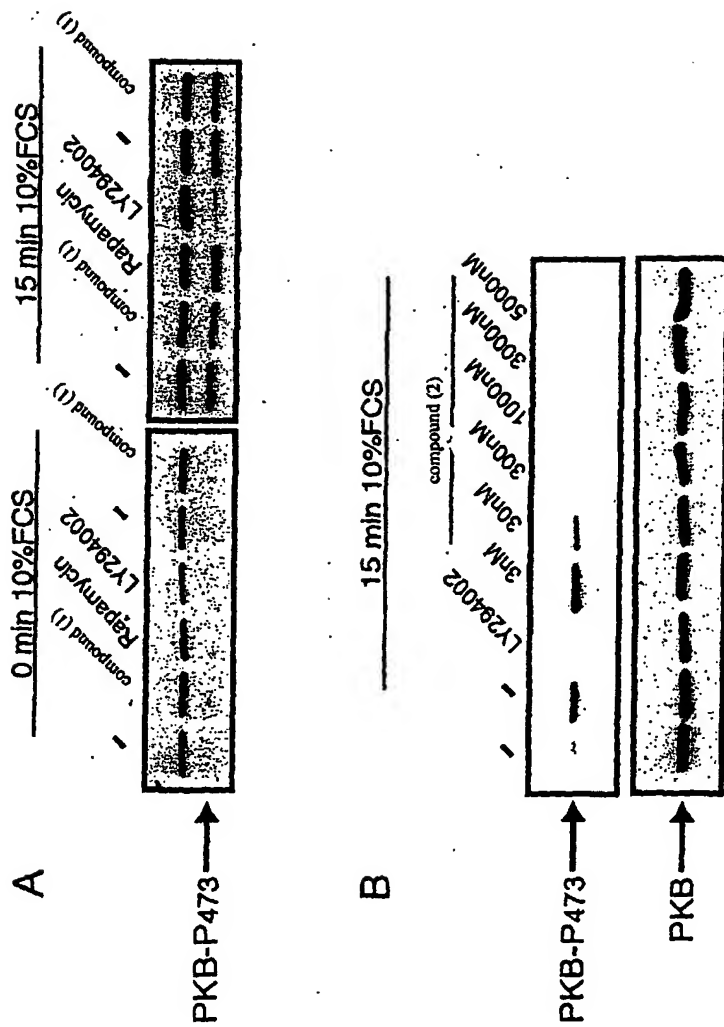 A
0 min 10%FCS
15 min 10%FCS
-
compound (1)
Rapamycin
LY294002
-
compound (1)
-
compound (1)
Rapamycin
LY294002
-
compound (1)
PKB-P473
B
15 min 10%FCS
compound (2)
-
-
LY294002
3nM
30nM
300nM
1000nM
3000nM
5000nM
PKB-P473
PKB